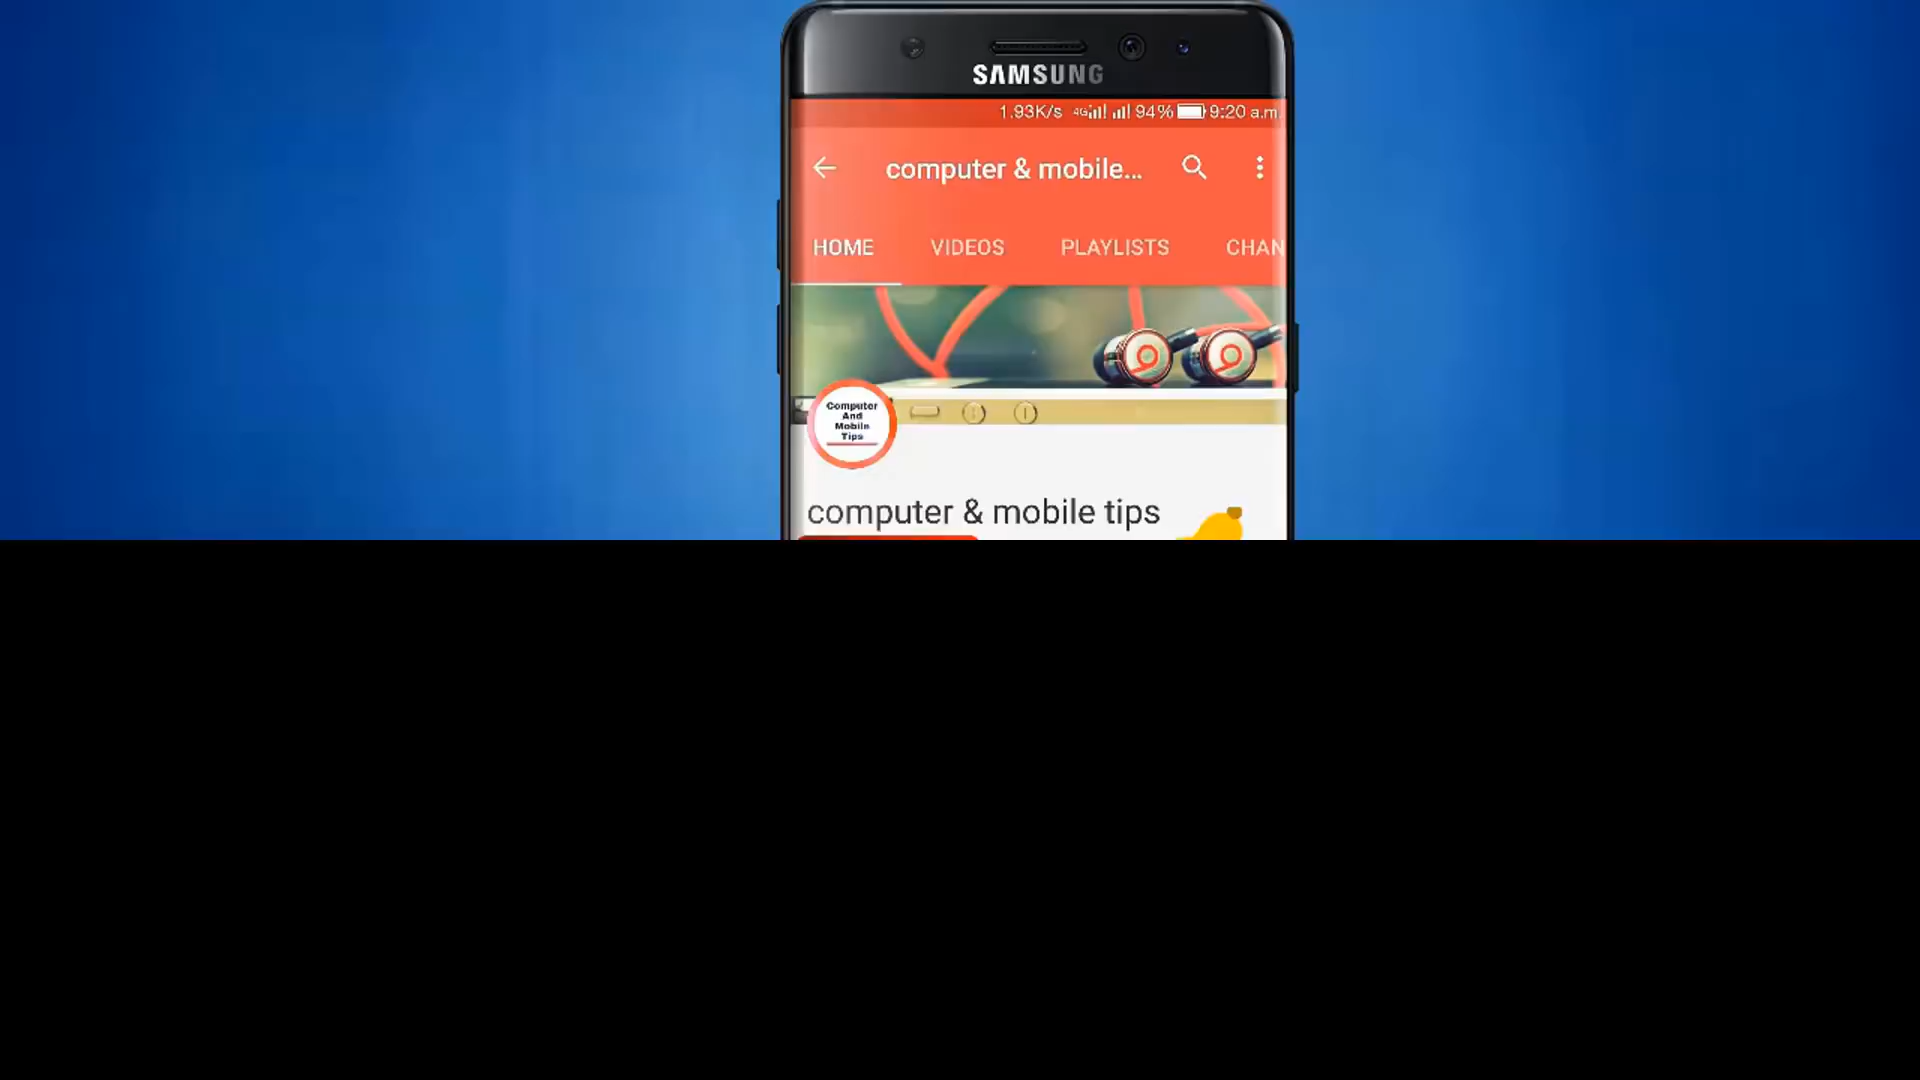 SAMSUNG
1.93K/s 4G 94% 9:20 a.m.
computer & mobile...
HOME VIDEOS PLAYLISTS CHAN
Computer
And
Mobile
Tips
computer & mobile tips